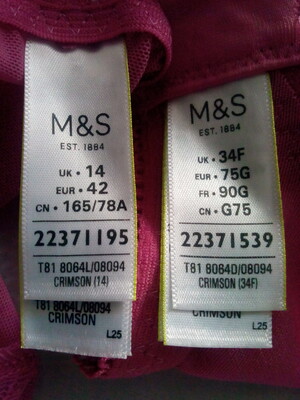 M&S
EST. 1884
UK • 14
EUR • 42
CN • 165/78A
22371195
T81 8064L/08094
CRIMSON (14)
T81 8064L/08094
CRIMSON
L25
M&S
EST. 1884
UK • 34F
EUR • 75G
FR • 90G
CN • G75
22371539
T81 8064D/08094
CRIMSON (34F)
CRIMSON
L25